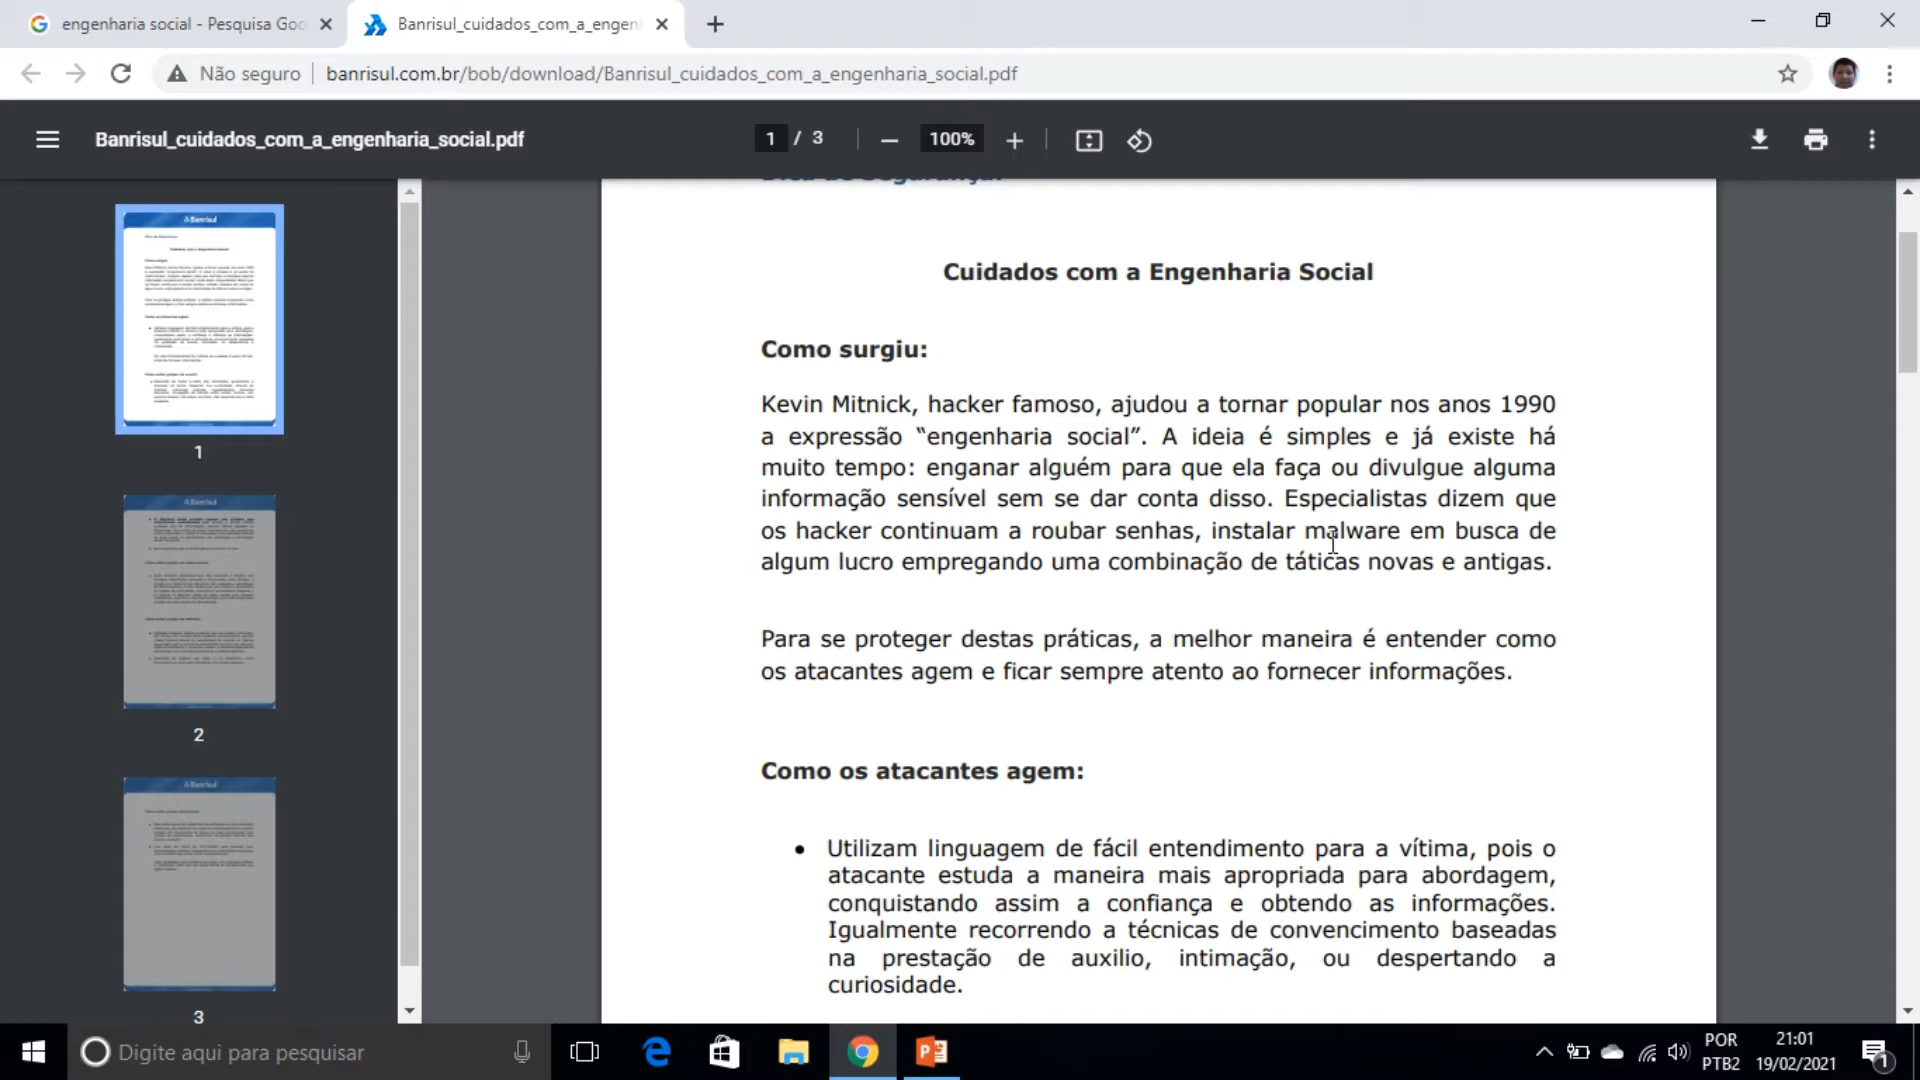 engenharia social - Pesquisa Goo
Banrisul_cuidados_com_a_engen
Não seguro
banrisul.com.br/bob/download/Banrisul_cuidados_com_a_engenharia_social.pdf
Banrisul_cuidados_com_a_engenharia_social.pdf
1 / 3
100%
Dica de Segurança:
Cuidados com a Engenharia Social
Como surgiu:
Kevin Mitnick, hacker famoso, ajudou a tornar popular nos anos 1990
a expressão “engenharia social”. A ideia é simples e já existe há
muito tempo: enganar alguém para que ela faça ou divulgue alguma
informação sensível sem se dar conta disso. Especialistas dizem que
os hacker continuam a roubar senhas, instalar malware em busca de
algum lucro empregando uma combinação de táticas novas e antigas.
Para se proteger destas práticas, a melhor maneira é entender como
os atacantes agem e ficar sempre atento ao fornecer informações.
Como os atacantes agem:
• Utilizam linguagem de fácil entendimento para a vítima, pois o
atacante estuda a maneira mais apropriada para abordagem,
conquistando assim a confiança e obtendo as informações.
Igualmente recorrendo a técnicas de convencimento baseadas
na prestação de auxilio, intimação, ou despertando a
curiosidade.
Banrisul
1
Banrisul
2
Banrisul
3
Digite aqui para pesquisar
POR
PTB2
21:01
19/02/2021
1